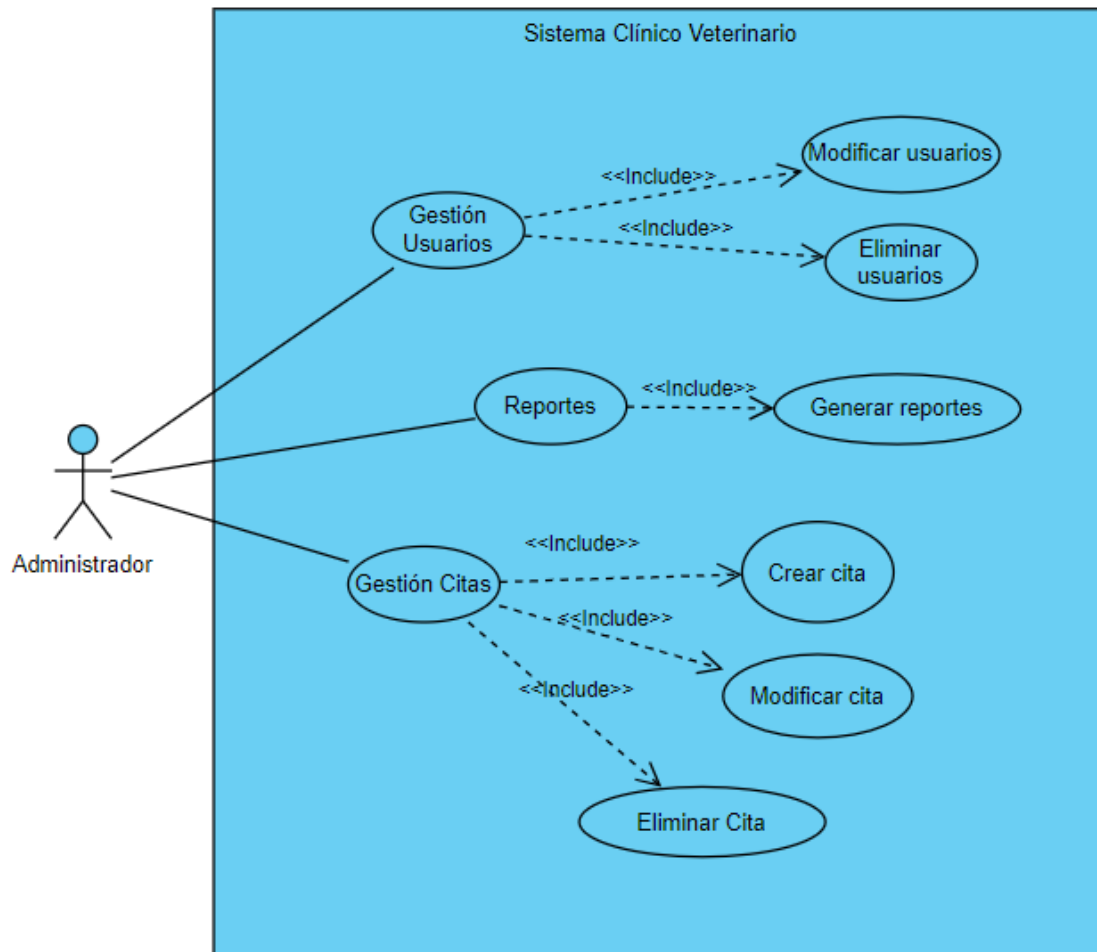 Sistema Clínico Veterinario
Modificar usuarios
<<Include>>
Gestión
Usuarios
<<Include>>
Eliminar
usuarios
Reportes
<<Include>>
Generar reportes
Administrador
Gestión Citas
<<Include>>
Crear cita
<<Include>>
Modificar cita
<<Include>>
Eliminar Cita